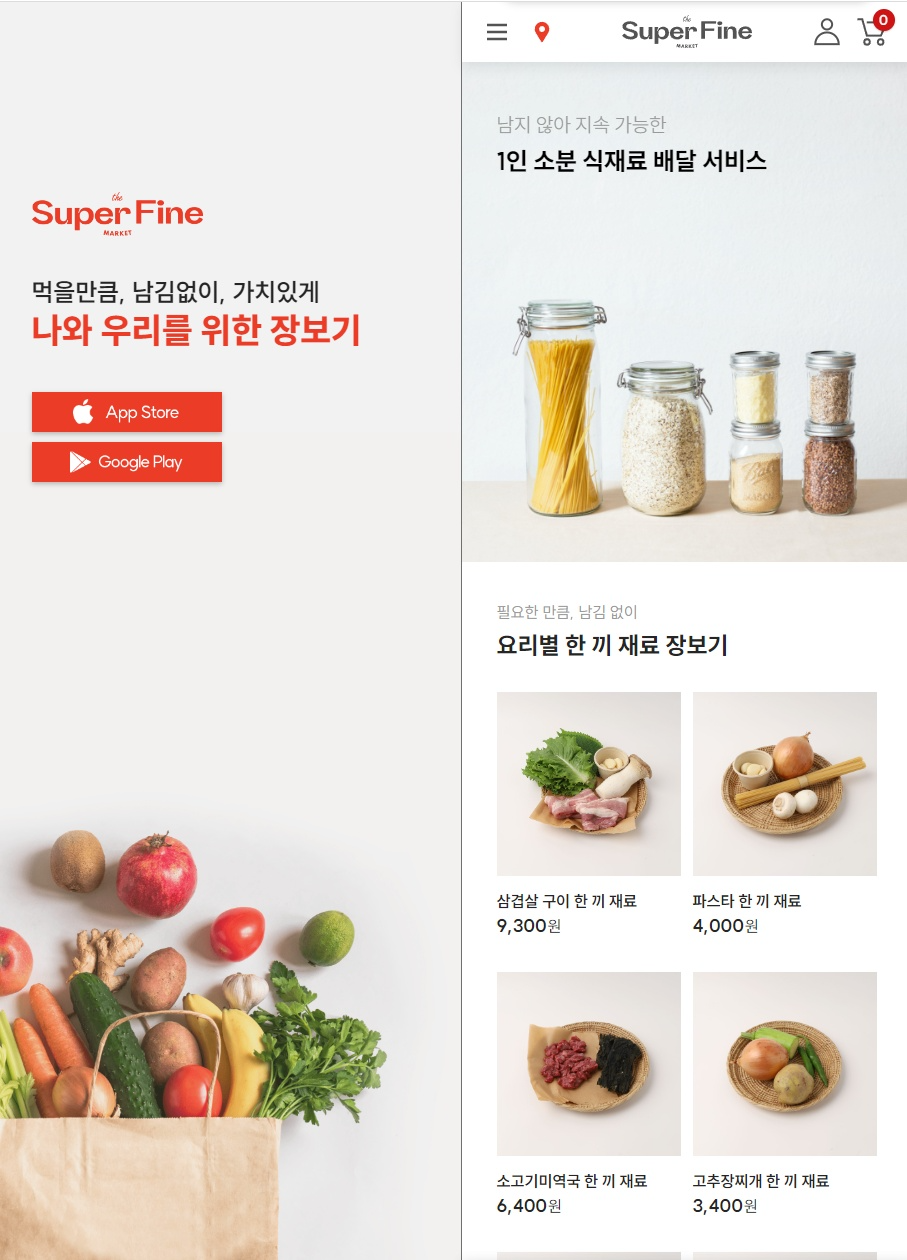 the
Super Fine
MARKET
먹을만큼, 남김없이, 가치있게
나와 우리를 위한 장보기
App Store
Google Play
the
Super Fine
MARKET
0
남지 않아 지속 가능한
1인 소분 식재료 배달 서비스
Ball
MASON
필요한 만큼, 남김 없이
요리별 한 끼 재료 장보기
삼겹살 구이 한 끼 재료
9,300원
파스타 한 끼 재료
4,000원
소고기미역국 한 끼 재료
6,400원
고추장찌개 한 끼 재료
3,400원